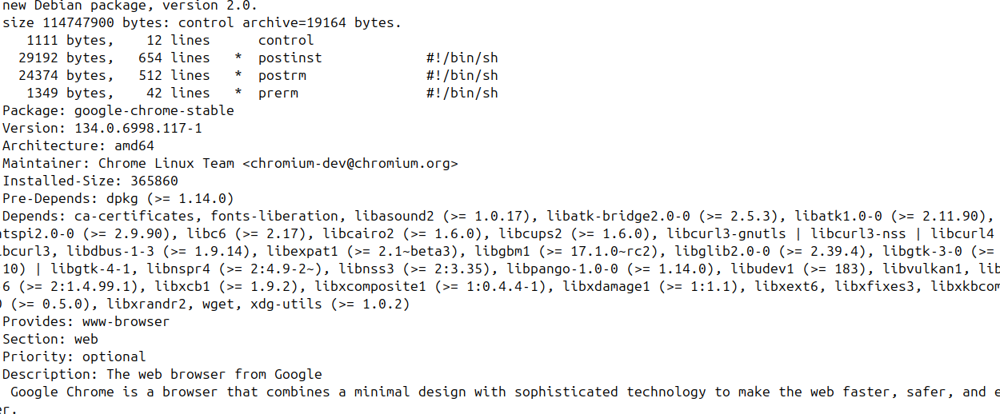 new Debian package, version 2.0.
size 114747900 bytes: control archive=19164 bytes.
1111 bytes, 12 lines control
29192 bytes, 654 lines * postinst #!/bin/sh
24374 bytes, 512 lines * postrm #!/bin/sh
1349 bytes, 42 lines * prerm #!/bin/sh
Package: google-chrome-stable
Version: 134.0.6998.117-1
Architecture: amd64
Maintainer: Chrome Linux Team <chromium-dev@chromium.org>
Installed-Size: 365860
Pre-Depends: dpkg (>= 1.14.0)
Depends: ca-certificates, fonts-liberation, libasound2 (>= 1.0.17), libatk-bridge2.0-0 (>= 2.5.3), libatk1.0-0 (>= 2.11.90),
tspi2.0-0 (>= 2.9.90), libc6 (>= 2.17), libcairo2 (>= 1.6.0), libcups2 (>= 1.6.0), libcurl3-gnutls | libcurl3-nss | libcurl4
bcurl3, libdbus-1-3 (>= 1.9.14), libexpat1 (>= 2.1~beta3), libgbm1 (>= 17.1.0~rc2), libglib2.0-0 (>= 2.39.4), libgtk-3-0 (>=
10) | libgtk-4-1, libnspr4 (>= 2:4.9-2~), libnss3 (>= 2:3.35), libpango-1.0-0 (>= 1.14.0), libudev1 (>= 183), libvulkan1, lib
6 (>= 2:1.4.99.1), libxcb1 (>= 1.9.2), libxcomposite1 (>= 1:0.4.4-1), libxdamage1 (>= 1:1.1), libxext6, libxfixes3, libxkbcom
(>= 0.5.0), libxrandr2, wget, xdg-utils (>= 1.0.2)
Provides: www-browser
Section: web
Priority: optional
Description: The web browser from Google
Google Chrome is a browser that combines a minimal design with sophisticated technology to make the web faster, safer, and e
er.